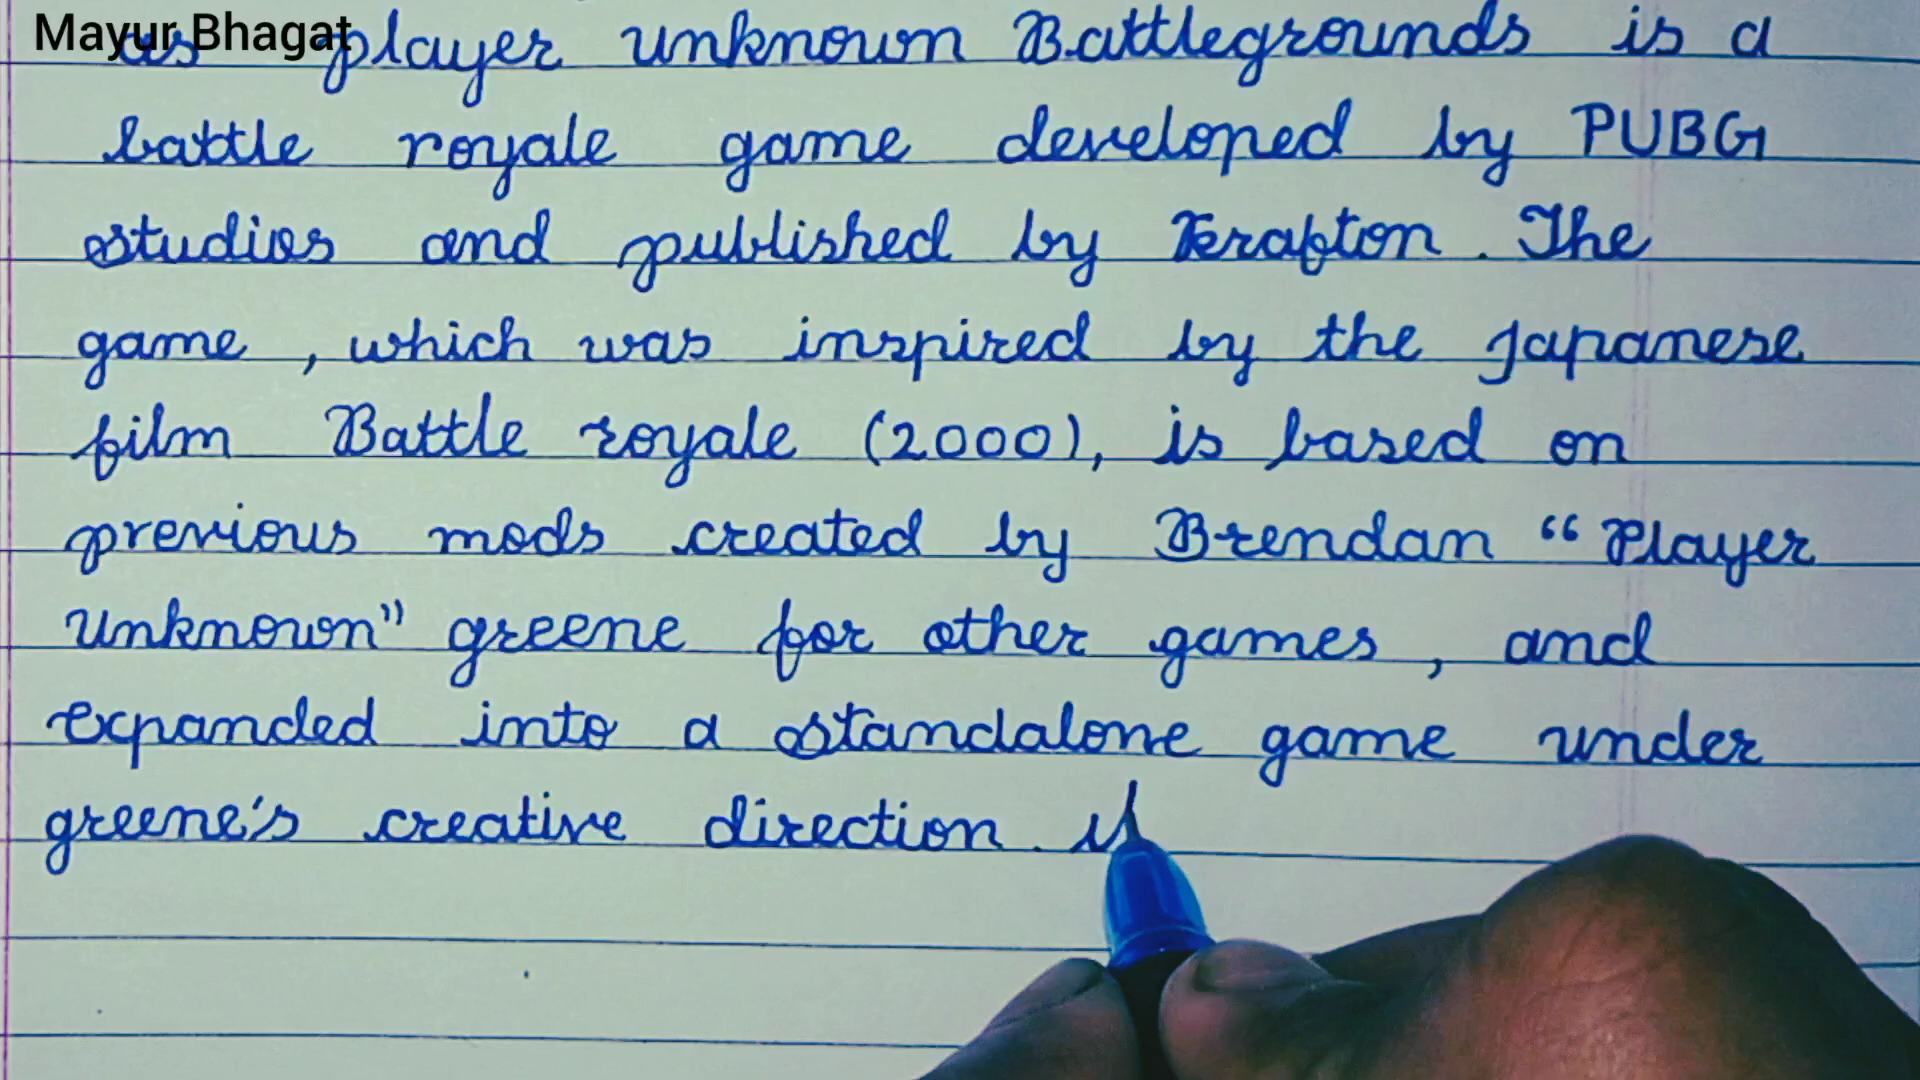 Mayur Bhagat
as player unknown Battlegrounds is a
battle royale game developed by PUBG
studios and published by Krafton. The
game, which was inspired by the Japanese
film Battle royale (2000), is based on
previous mods created by Brendan “Player
Unknown” greene for other games, and
expanded into a standalone game under
greene's creative direction.